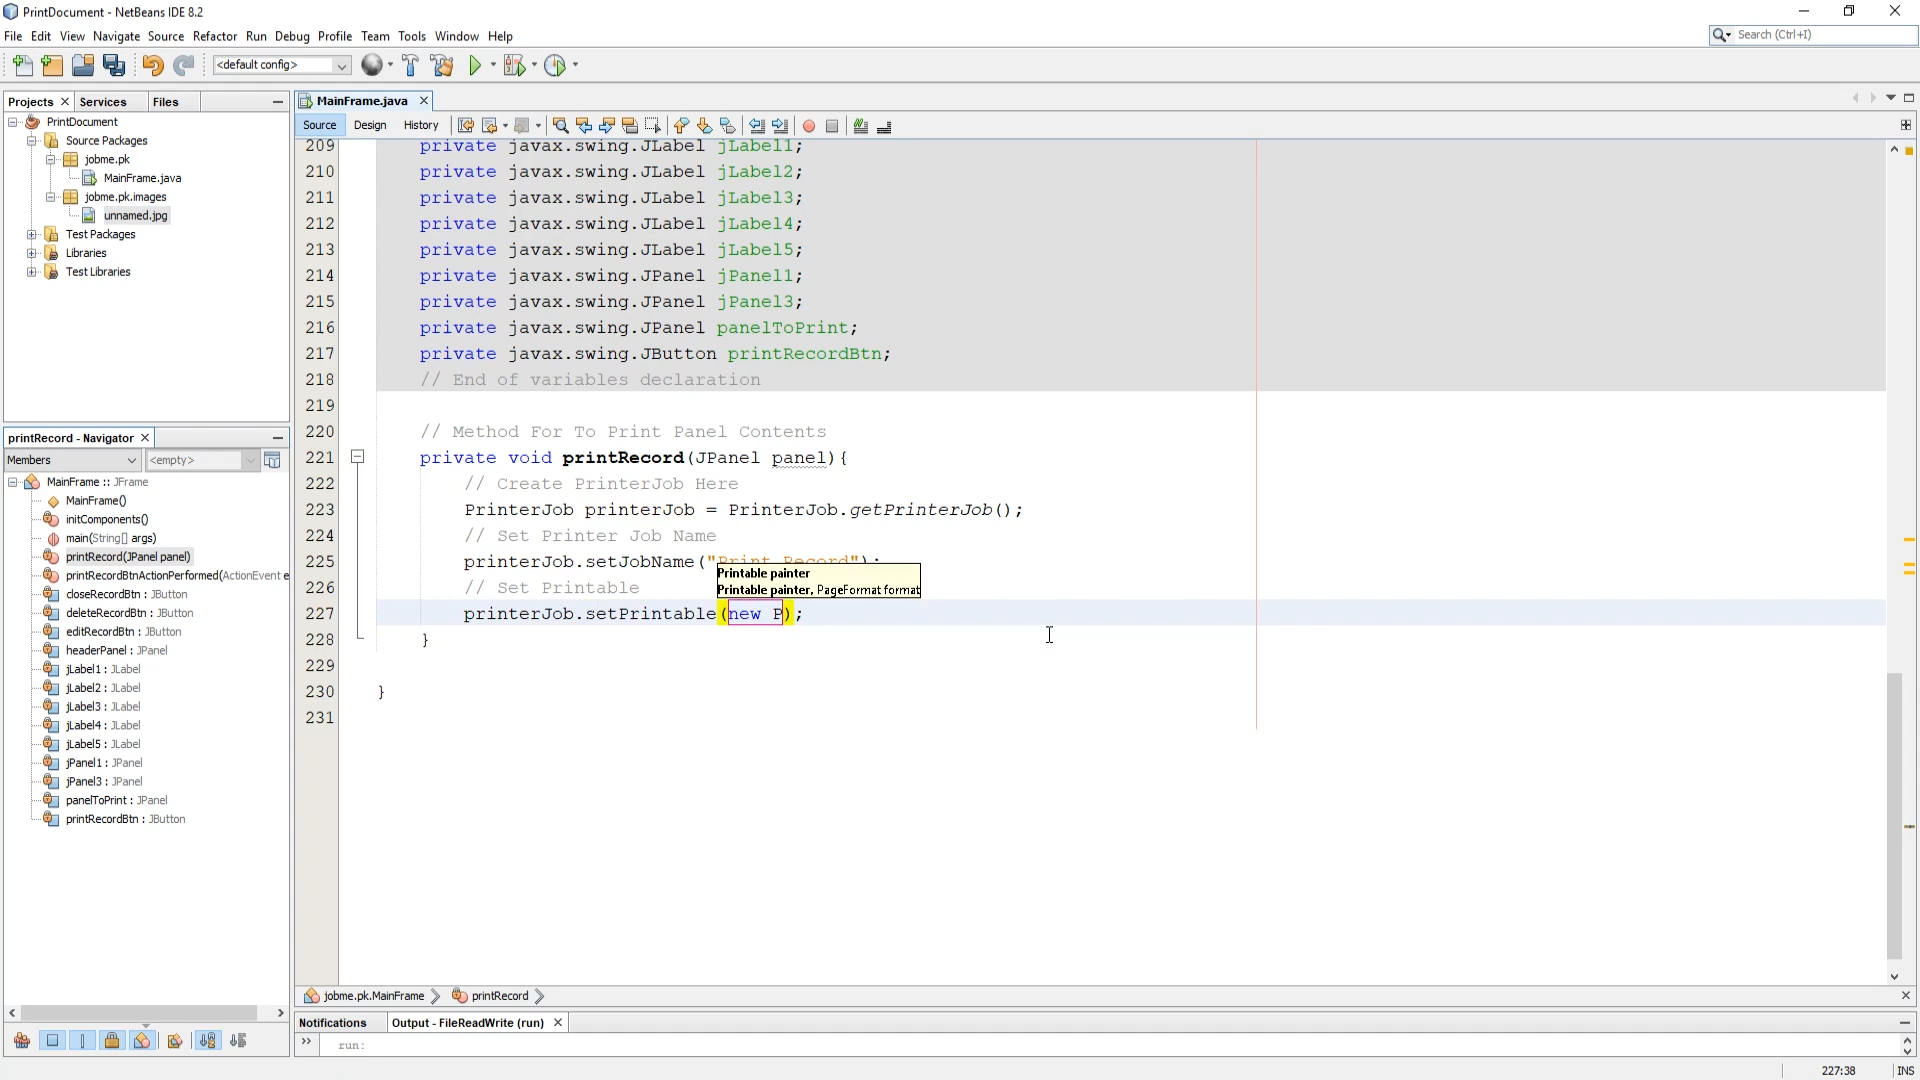 PrintDocument - NetBeans IDE 8.2
File Edit View Navigate Source Refactor Run Debug Profile Team Tools Window Help
Search (Ctrl+I)
<default config>
Projects Services Files
PrintDocument
Source Packages
jobme.pk
MainFrame.java
jobme.pk.images
unnamed.jpg
Test Packages
Libraries
Test Libraries
printRecord - Navigator
Members <empty>
MainFrame :: JFrame
MainFrame()
initComponents()
main(String[] args)
printRecord(JPanel panel)
printRecordBtnActionPerformed(ActionEvent e
closeRecordBtn : JButton
deleteRecordBtn : JButton
editRecordBtn : JButton
headerPanel : JPanel
jLabel1 : JLabel
jLabel2 : JLabel
jLabel3 : JLabel
jLabel4 : JLabel
jLabel5 : JLabel
jPanel1 : JPanel
jPanel3 : JPanel
panelToPrint : JPanel
printRecordBtn : JButton
MainFrame.java
Source Design History
209 private javax.swing.JLabel jLabel1;
210 private javax.swing.JLabel jLabel2;
211 private javax.swing.JLabel jLabel3;
212 private javax.swing.JLabel jLabel4;
213 private javax.swing.JLabel jLabel5;
214 private javax.swing.JPanel jPanel1;
215 private javax.swing.JPanel jPanel3;
216 private javax.swing.JPanel panelToPrint;
217 private javax.swing.JButton printRecordBtn;
218 // End of variables declaration
219
220 // Method For To Print Panel Contents
221 private void printRecord(JPanel panel){
222 // Create PrinterJob Here
223 PrinterJob printerJob = PrinterJob.getPrinterJob();
224 // Set Printer Job Name
225 printerJob.setJobName("Print Record");
Printable painter
Printable painter, PageFormat format
226 // Set Printable
227 printerJob.setPrintable(new P);
228 }
229
230 }
231
jobme.pk.MainFrame printRecord
Notifications Output - FileReadWrite (run)
run:
227:38 INS